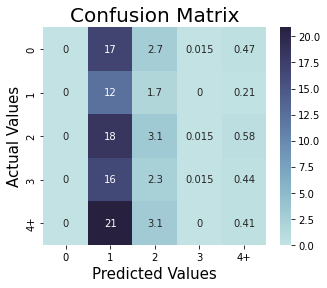 Confusion Matrix
Actual Values
0 0 17 2.7 0.015 0.47
1 0 12 1.7 0 0.21
2 0 18 3.1 0.015 0.58
3 0 16 2.3 0.015 0.44
4+ 0 21 3.1 0 0.41
0 1 2 3 4+
Predicted Values
20.0
17.5
15.0
12.5
10.0
7.5
5.0
2.5
0.0